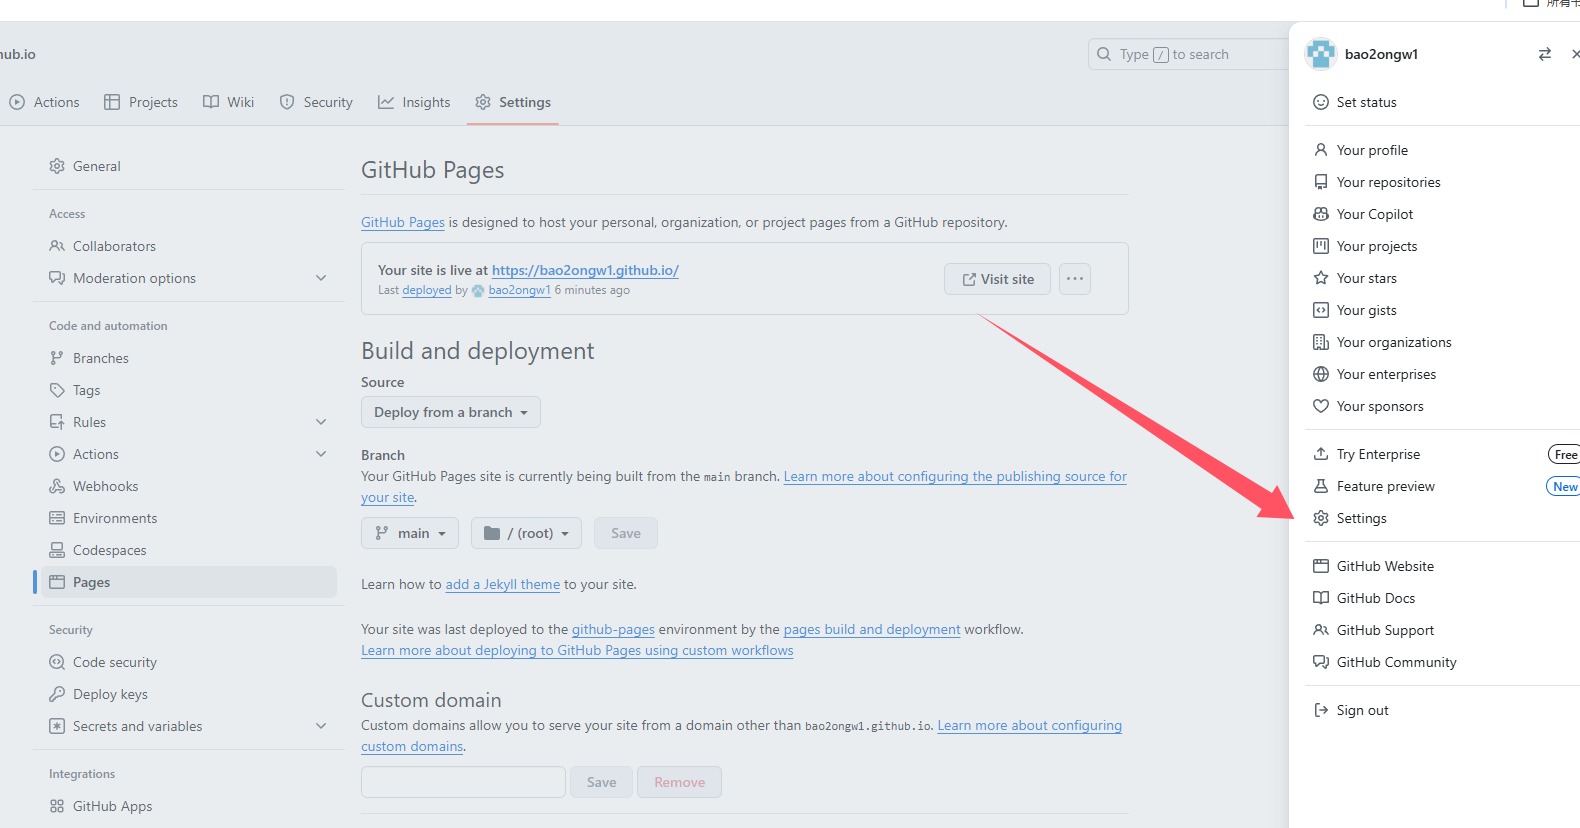 hub.io
Type / to search
Actions
Projects
Wiki
Security
Insights
Settings
General
Access
Collaborators
Moderation options
Code and automation
Branches
Tags
Rules
Actions
Webhooks
Environments
Codespaces
Pages
Security
Code security
Deploy keys
Secrets and variables
Integrations
GitHub Apps
GitHub Pages
GitHub Pages is designed to host your personal, organization, or project pages from a GitHub repository.
Your site is live at https://bao2ongw1.github.io/
Last deployed by bao2ongw1 6 minutes ago
Visit site
Build and deployment
Source
Deploy from a branch
Branch
Your GitHub Pages site is currently being built from the main branch. Learn more about configuring the publishing source for
your site.
main
/ (root)
Save
Learn how to add a Jekyll theme to your site.
Your site was last deployed to the github-pages environment by the pages build and deployment workflow.
Learn more about deploying to GitHub Pages using custom workflows
Custom domain
Custom domains allow you to serve your site from a domain other than bao2ongw1.github.io. Learn more about configuring
custom domains.
Save
Remove
bao2ongw1
Set status
Your profile
Your repositories
Your Copilot
Your projects
Your stars
Your gists
Your organizations
Your enterprises
Your sponsors
Try Enterprise
Free
Feature preview
New
Settings
GitHub Website
GitHub Docs
GitHub Support
GitHub Community
Sign out